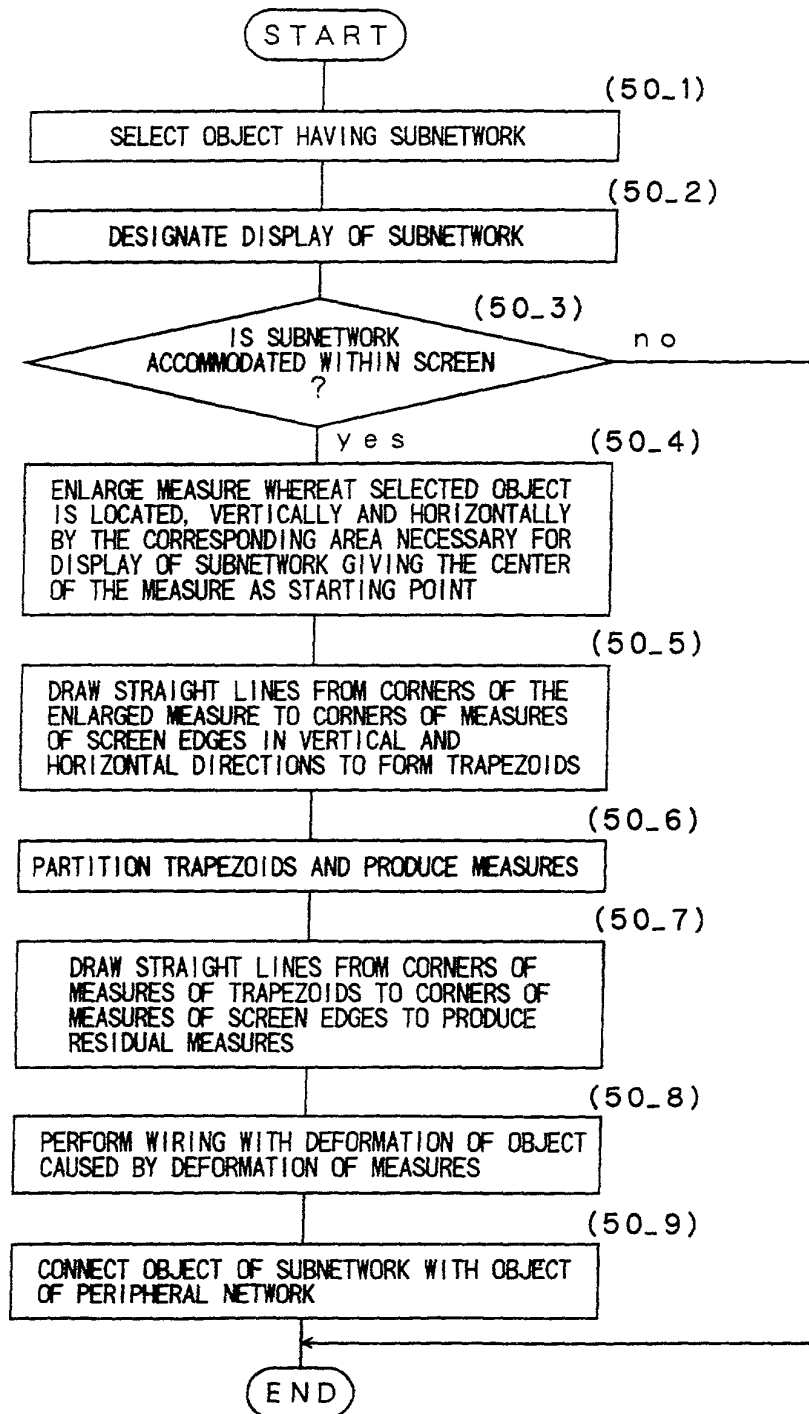 START
(50_1)
SELECT OBJECT HAVING SUBNETWORK
(50_2)
DESIGNATE DISPLAY OF SUBNETWORK
(50_3)
IS SUBNETWORK
ACCOMMODATED WITHIN SCREEN
?
no
yes
(50_4)
ENLARGE MEASURE WHEREAT SELECTED OBJECT
IS LOCATED, VERTICALLY AND HORIZONTALLY
BY THE CORRESPONDING AREA NECESSARY FOR
DISPLAY OF SUBNETWORK GIVING THE CENTER
OF THE MEASURE AS STARTING POINT
(50_5)
DRAW STRAIGHT LINES FROM CORNERS OF THE
ENLARGED MEASURE TO CORNERS OF MEASURES
OF SCREEN EDGES IN VERTICAL AND
HORIZONTAL DIRECTIONS TO FORM TRAPEZOIDS
(50_6)
PARTITION TRAPEZOIDS AND PRODUCE MEASURES
(50_7)
DRAW STRAIGHT LINES FROM CORNERS OF
MEASURES OF TRAPEZOIDS TO CORNERS OF
MEASURES OF SCREEN EDGES TO PRODUCE
RESIDUAL MEASURES
(50_8)
PERFORM WIRING WITH DEFORMATION OF OBJECT
CAUSED BY DEFORMATION OF MEASURES
(50_9)
CONNECT OBJECT OF SUBNETWORK WITH OBJECT
OF PERIPHERAL NETWORK
END